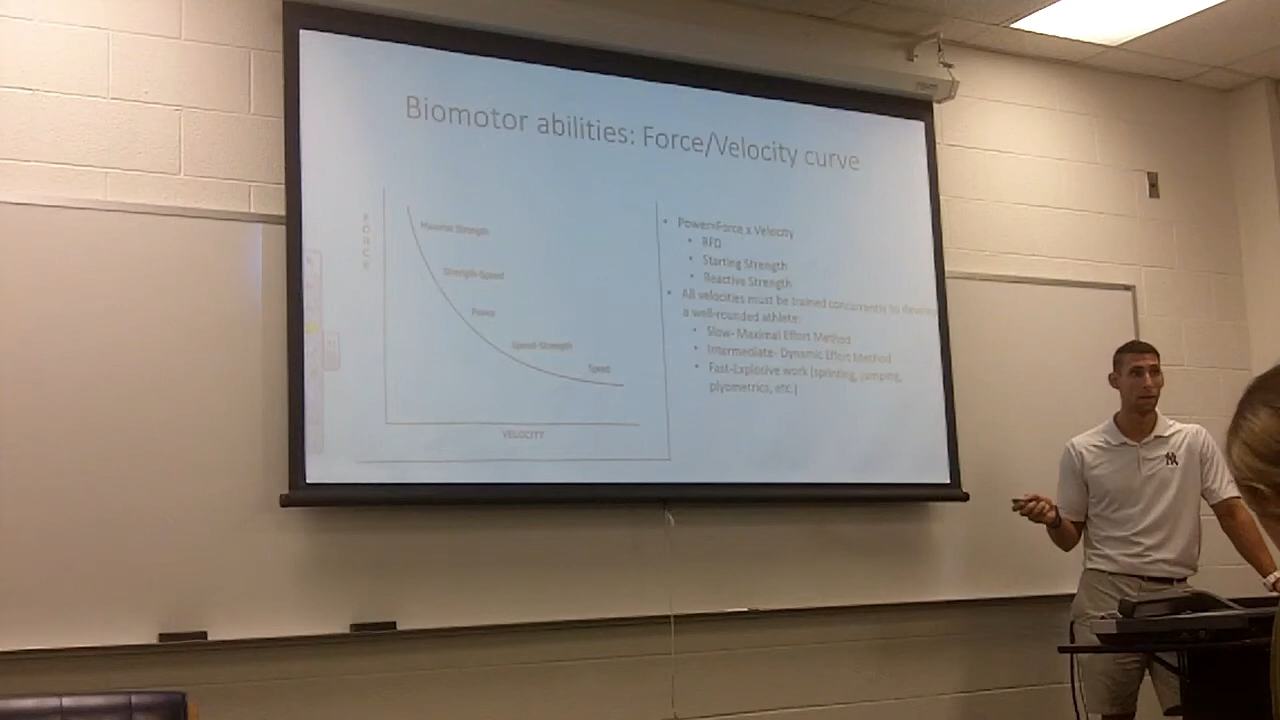 Biomotor abilities: Force/Velocity curve
FORCE
Maximal Strength
Strength-Speed
Power
Speed-Strength
Speed
VELOCITY
• Power=Force x Velocity
• RFD
• Starting Strength
• Reactive Strength
• All velocities must be trained concurrently to develop
a well-rounded athlete:
• Slow- Maximal Effort Method
• Intermediate- Dynamic Effort Method
• Fast-Explosive work (sprinting, jumping,
plyometrics, etc.)
NY